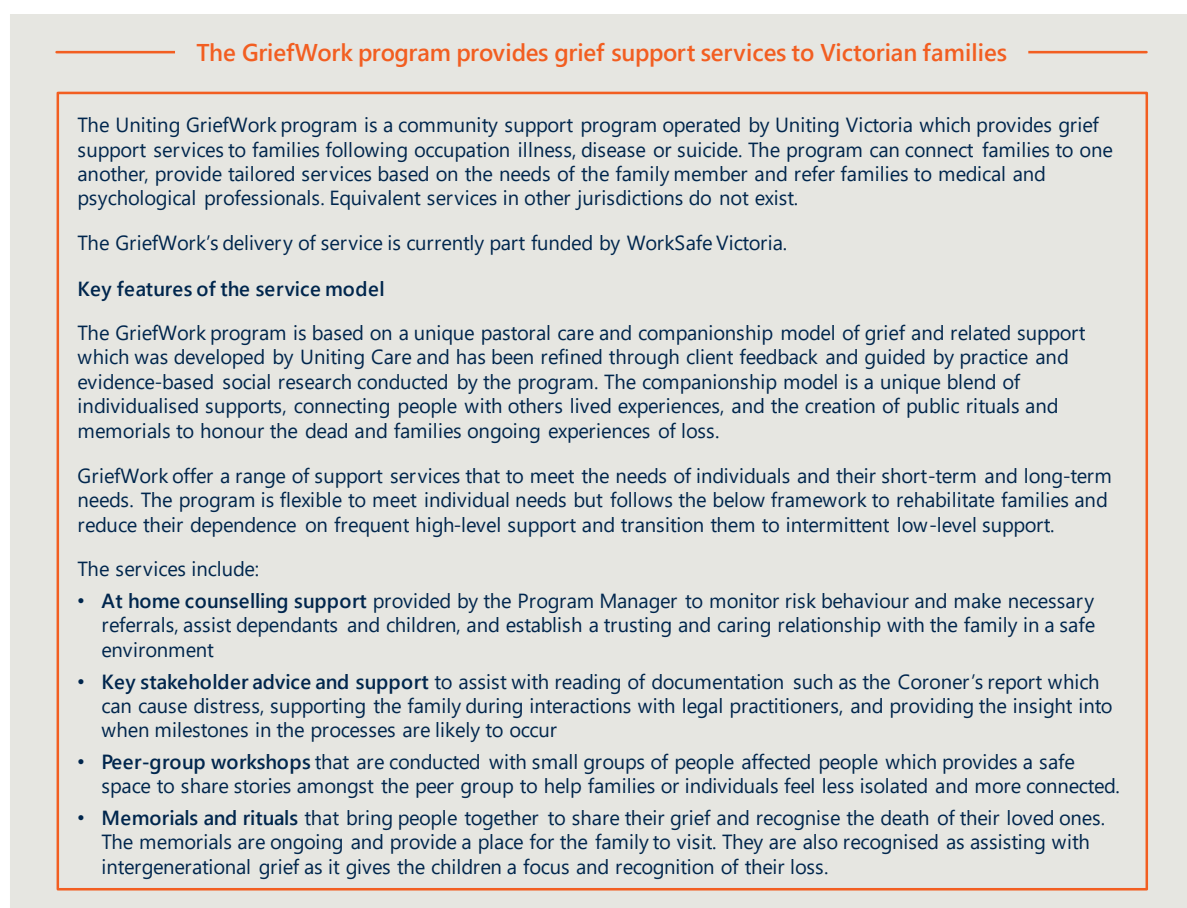 The GriefWork program provides grief support services to Victorian families
The Uniting GriefWork program is a community support program operated by Uniting Victoria which provides grief
support services to families following occupation illness, disease or suicide. The program can connect families to one
another, provide tailored services based on the needs of the family member and refer families to medical and
psychological professionals. Equivalent services in other jurisdictions do not exist.
The GriefWork's delivery of service is currently part funded by WorkSafe Victoria.
Key features of the service model
The GriefWork program is based on a unique pastoral care and companionship model of grief and related support
which was developed by Uniting Care and has been refined through client feedback and guided by practice and
evidence-based social research conducted by the program. The companionship model is a unique blend of
individualised supports, connecting people with others lived experiences, and the creation of public rituals and
memorials to honour the dead and families ongoing experiences of loss.
GriefWork offer a range of support services that to meet the needs of individuals and their short-term and long-term
needs. The program is flexible to meet individual needs but follows the below framework to rehabilitate families and
reduce their dependence on frequent high-level support and transition them to intermittent low-level support.
The services include:
• At home counselling support provided by the Program Manager to monitor risk behaviour and make necessary
referrals, assist dependants and children, and establish a trusting and caring relationship with the family in a safe
environment
• Key stakeholder advice and support to assist with reading of documentation such as the Coroner's report which
can cause distress, supporting the family during interactions with legal practitioners, and providing the insight into
when milestones in the processes are likely to occur
• Peer-group workshops that are conducted with small groups of people affected people which provides a safe
space to share stories amongst the peer group to help families or individuals feel less isolated and more connected.
• Memorials and rituals that bring people together to share their grief and recognise the death of their loved ones.
The memorials are ongoing and provide a place for the family to visit. They are also recognised as assisting with
intergenerational grief as it gives the children a focus and recognition of their loss.